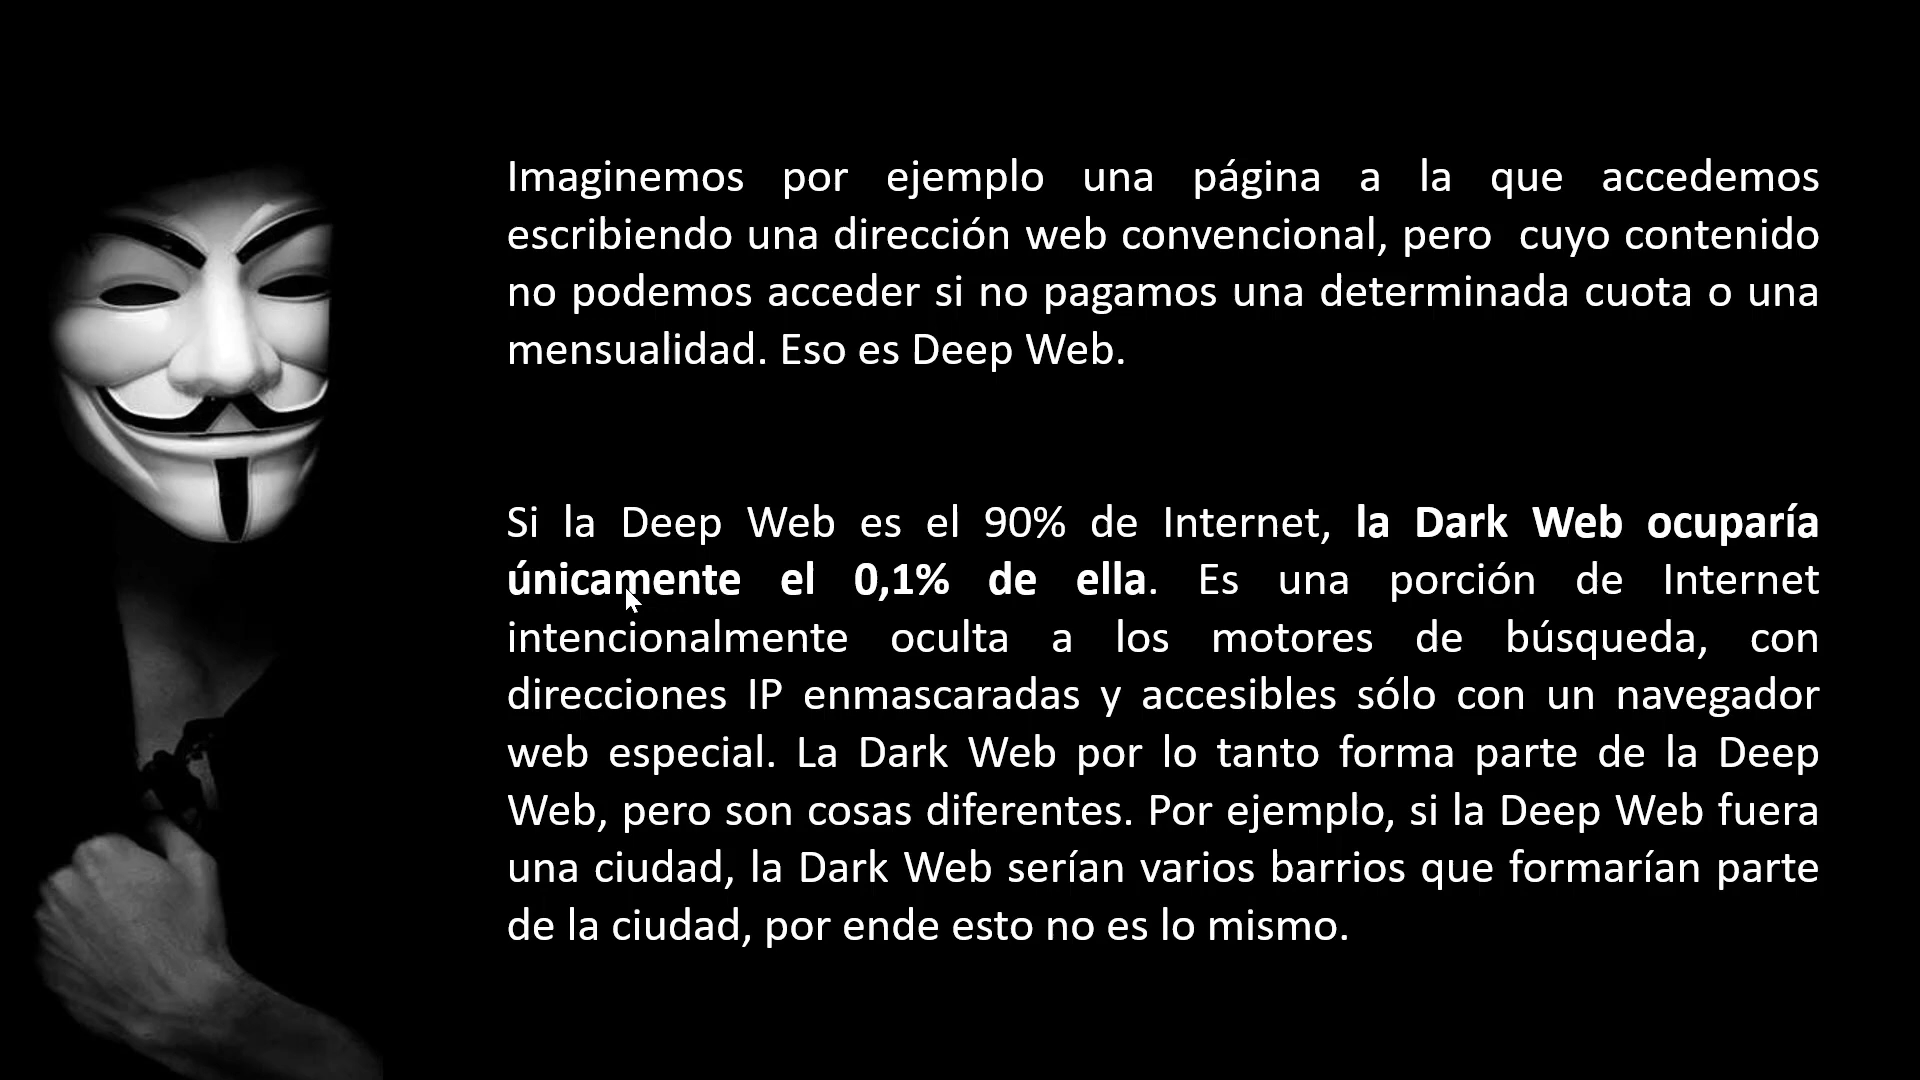 Imaginemos por ejemplo una página a la que accedemos
escribiendo una dirección web convencional, pero cuyo contenido
no podemos acceder si no pagamos una determinada cuota o una
mensualidad. Eso es Deep Web.
Si la Deep Web es el 90% de Internet, la Dark Web ocuparía
únicamente el 0,1% de ella. Es una porción de Internet
intencionalmente oculta a los motores de búsqueda, con
direcciones IP enmascaradas y accesibles sólo con un navegador
web especial. La Dark Web por lo tanto forma parte de la Deep
Web, pero son cosas diferentes. Por ejemplo, si la Deep Web fuera
una ciudad, la Dark Web serían varios barrios que formarían parte
de la ciudad, por ende esto no es lo mismo.